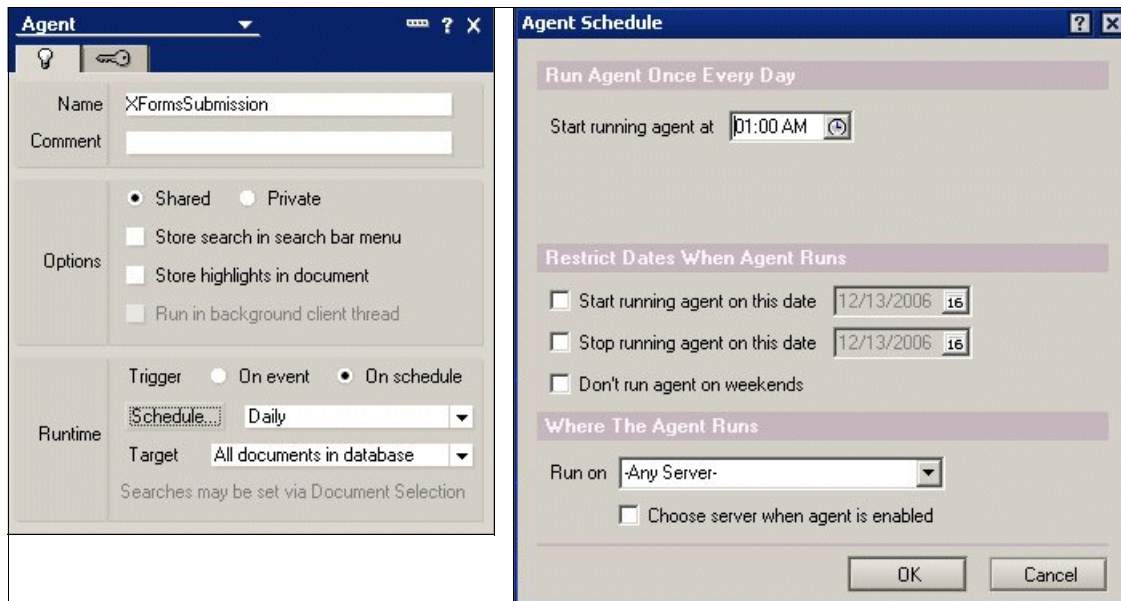 Agent
?
X
Name XFormsSubmission
Comment
Options
Shared Private
Store search in search bar menu
Store highlights in document
Run in background client thread
Runtime
Trigger On event On schedule
Schedule... Daily
Target All documents in database
Searches may be set via Document Selection
Agent Schedule
?
X
Run Agent Once Every Day
Start running agent at 01:00 AM
Restrict Dates When Agent Runs
Start running agent on this date 12/13/2006 16
Stop running agent on this date 12/13/2006 16
Don't run agent on weekends
Where The Agent Runs
Run on -Any Server-
Choose server when agent is enabled
OK Cancel